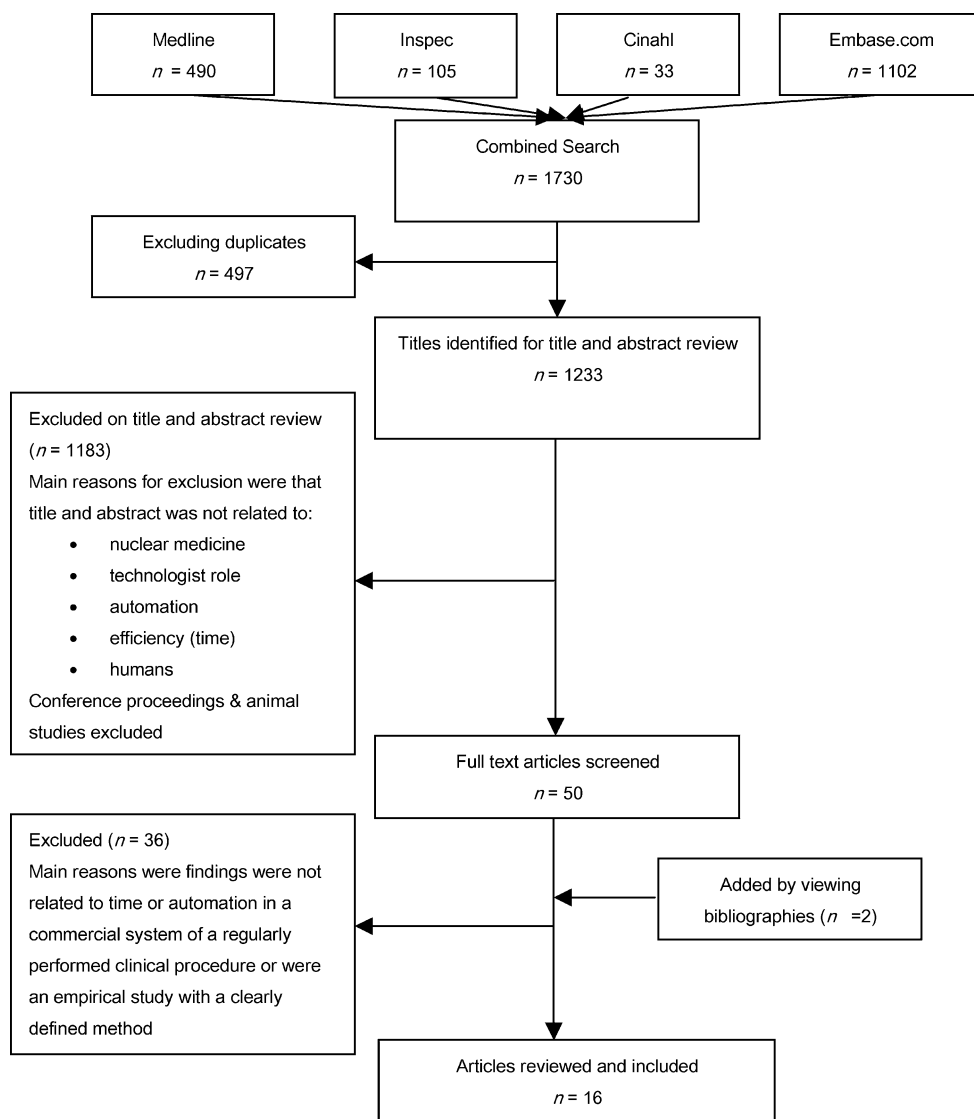 Medline
n = 490
Inspec
n = 105
Cinahl
n = 33
Embase.com
n = 1102
Combined Search
n = 1730
Excluding duplicates
n = 497
Titles identified for title and abstract review
n = 1233
Excluded on title and abstract review
(n = 1183)
Main reasons for exclusion were that
title and abstract was not related to:
• nuclear medicine
• technologist role
• automation
• efficiency (time)
• humans
Conference proceedings & animal
studies excluded
Full text articles screened
n = 50
Excluded (n = 36)
Main reasons were findings were not
related to time or automation in a
commercial system of a regularly
performed clinical procedure or were
an empirical study with a clearly
defined method
Added by viewing
bibliographies (n =2)
Articles reviewed and included
n = 16